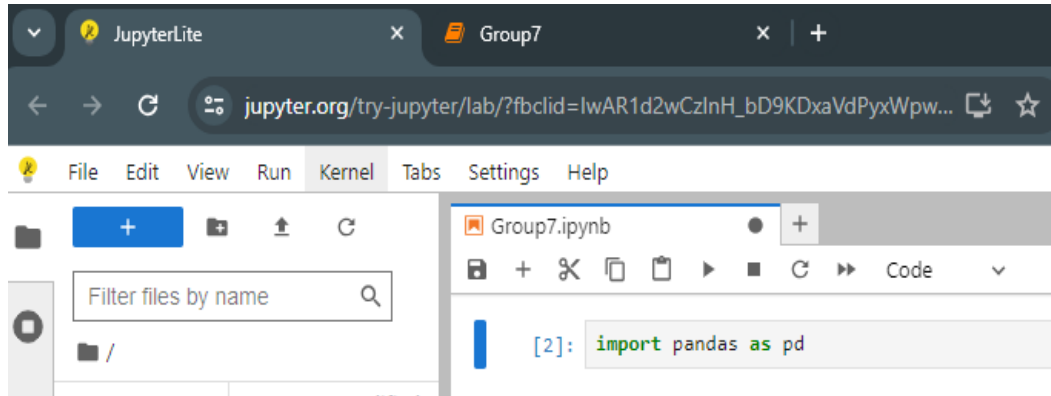 JupyterLite
Group7
jupyter.org/try-jupyter/lab/?fbclid=IwAR1d2wCzInH_bD9KDxaVdPyxWpw...
File Edit View Run Kernel Tabs Settings Help
Group7.ipynb
Filter files by name
Code
/
[2]: import pandas as pd